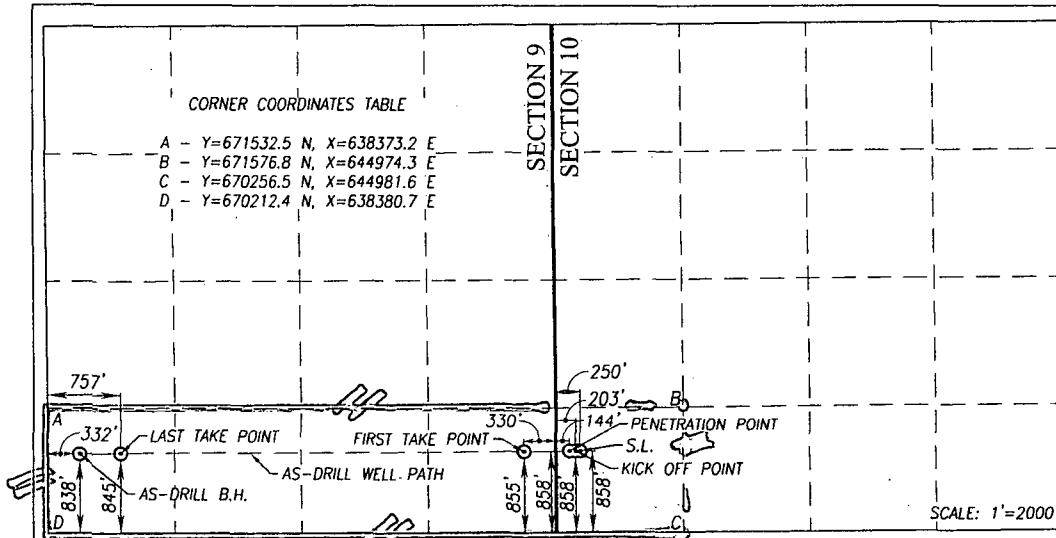 SECTION 9
SECTION 10
CORNER COORDINATES TABLE
A - Y=671532.5 N, X=638373.2 E
B - Y=671576.8 N, X=644974.3 E
C - Y=670256.5 N, X=644981.6 E
D - Y=670212.4 N, X=638380.7 E
757'
250'
203'
A
B
330'
144'
PENETRATION POINT
332'
LAST TAKE POINT
FIRST TAKE POINT
S.L.
KICK OFF POINT
AS-DRILL WELL PATH
AS-DRILL B.H.
838'
845'
855'
858'
858'
858'
D
C
SCALE: 1'=2000